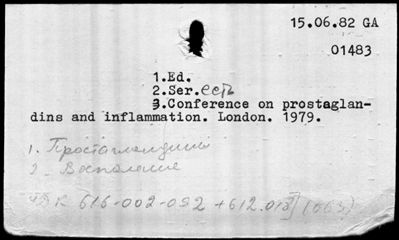 15.06.82 GA
01483
1.Ed.
2.Ser. есть
3.Conference on prostaglan-
dins and inflammation. London. 1979.
1. Простагландины
2. Воспаление
616-002-092 + 612.018 (063)